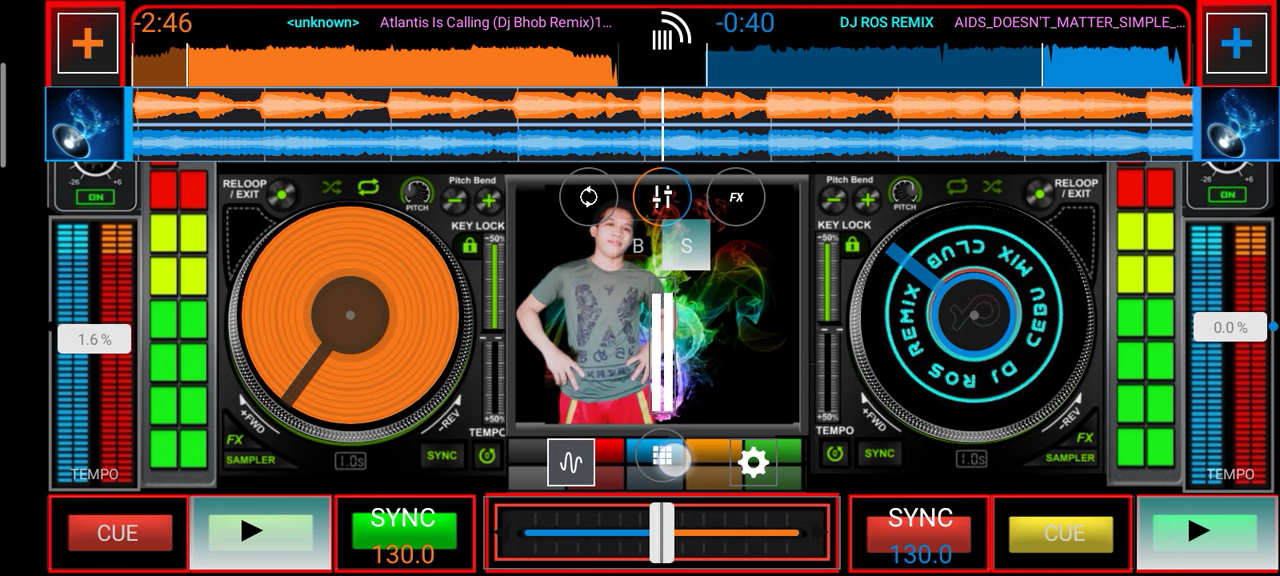 -2:46
<unknown>
Atlantis Is Calling (Dj Bhob Remix)1...
-0:40
DJ ROS REMIX
AIDS_DOESN'T_MATTER_SIMPLE_...
-26 +6
ON
RELOOP / EXIT
PITCH
Pitch Bend
KEY LOCK
-50%
+50%
TEMPO
+FWD
-REV
FX
SAMPLER
1.0s
SYNC
1.6 %
TEMPO
FX
B
S
Pitch Bend
PITCH
RELOOP / EXIT
KEY LOCK
-50%
+50%
TEMPO
CEBU MIX CLUB
DJ ROS REMIX
+FWD
-REV
SYNC
1.0s
FX
SAMPLER
-26 +6
ON
0.0 %
TEMPO
CUE
SYNC
130.0
SYNC
130.0
CUE